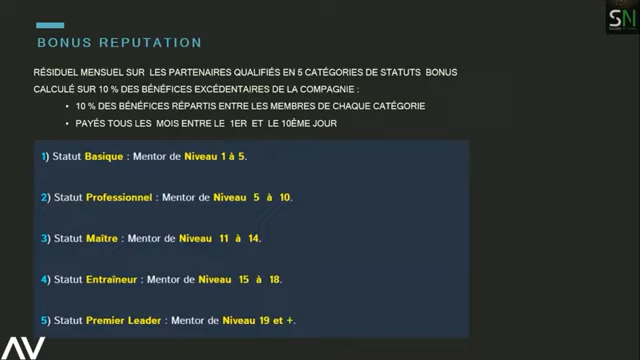 SN
BONUS REPUTATION
RÉSIDUEL MENSUEL SUR LES PARTENAIRES QUALIFIÉS EN 5 CATÉGORIES DE STATUTS BONUS
CALCULÉ SUR 10 % DES BÉNÉFICES EXCÉDENTAIRES DE LA COMPAGNIE :
• 10 % DES BÉNÉFICES RÉPARTIS ENTRE LES MEMBRES DE CHAQUE CATÉGORIE
• PAYÉS TOUS LES MOIS ENTRE LE 1ER ET LE 10ÈME JOUR
1) Statut Basique : Mentor de Niveau 1 à 5.
2) Statut Professionnel : Mentor de Niveau 5 à 10.
3) Statut Maître : Mentor de Niveau 11 à 14.
4) Statut Entraîneur : Mentor de Niveau 15 à 18.
5) Statut Premier Leader : Mentor de Niveau 19 et +.
AV